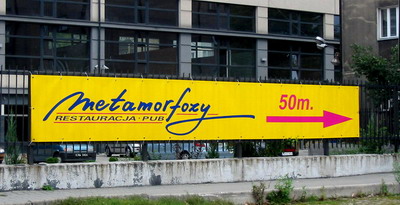 Metamorfozy
RESTAURACJA · PUB
50m.